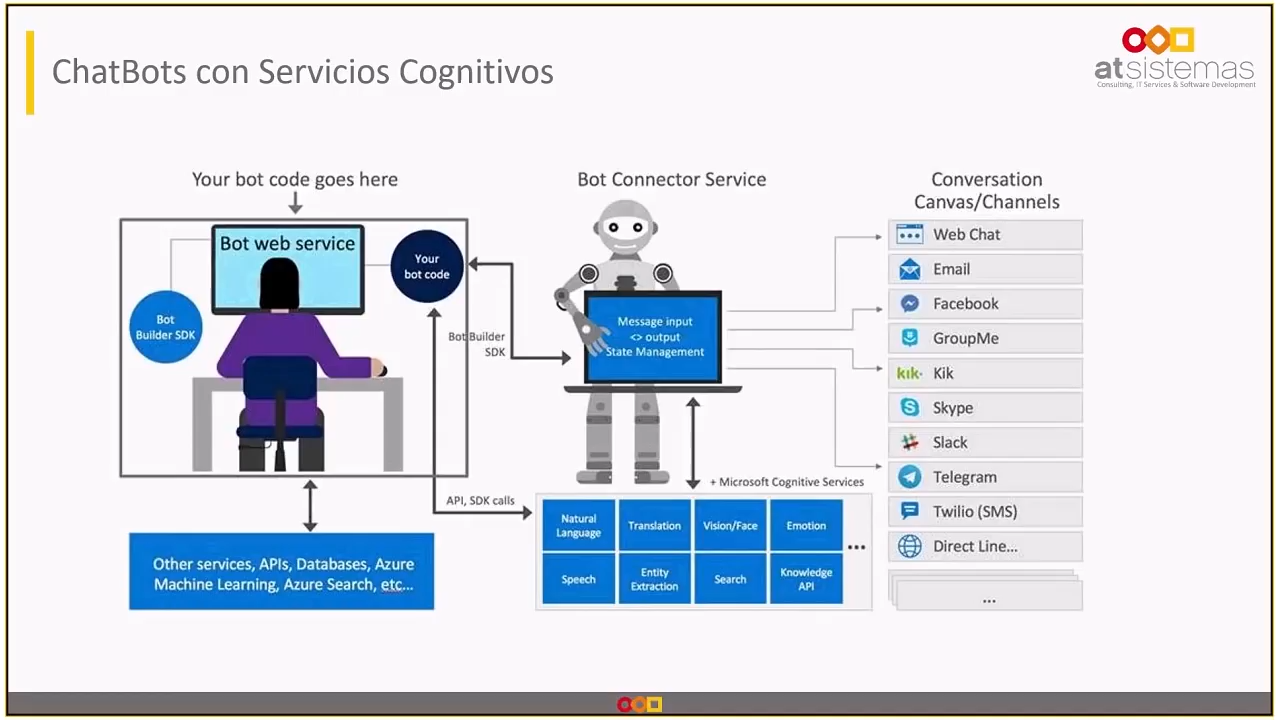 ChatBots con Servicios Cognitivos
atsistemas
Consulting, IT Services & Software Development
Your bot code goes here
Bot web service
Your
bot code
Bot
Builder SDK
Bot Builder
SDK
API, SDK calls
Other services, APIs, Databases, Azure
Machine Learning, Azure Search, etc...
Bot Connector Service
Message input
<> output
State Management
+ Microsoft Cognitive Services
Natural
Language
Translation
Vision/Face
Emotion
...
Speech
Entity
Extraction
Search
Knowledge
API
Conversation
Canvas/Channels
Web Chat
Email
Facebook
GroupMe
kik.
Kik
Skype
Slack
Telegram
Twilio (SMS)
Direct Line...
...